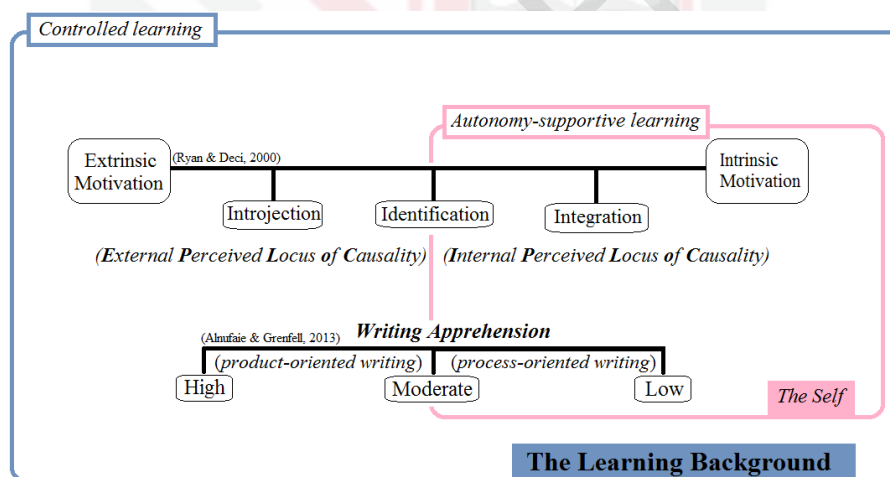 Controlled learning
Autonomy-supportive learning
Extrinsic
Motivation
(Ryan & Deci, 2000)
Intrinsic
Motivation
Introjection
Identification
Integration
(External Perceived Locus of Causality)
(Internal Perceived Locus of Causality)
(Alnufaie & Grenfell, 2013)
Writing Apprehension
(product-oriented writing)
(process-oriented writing)
High
Moderate
Low
The Self
The Learning Background